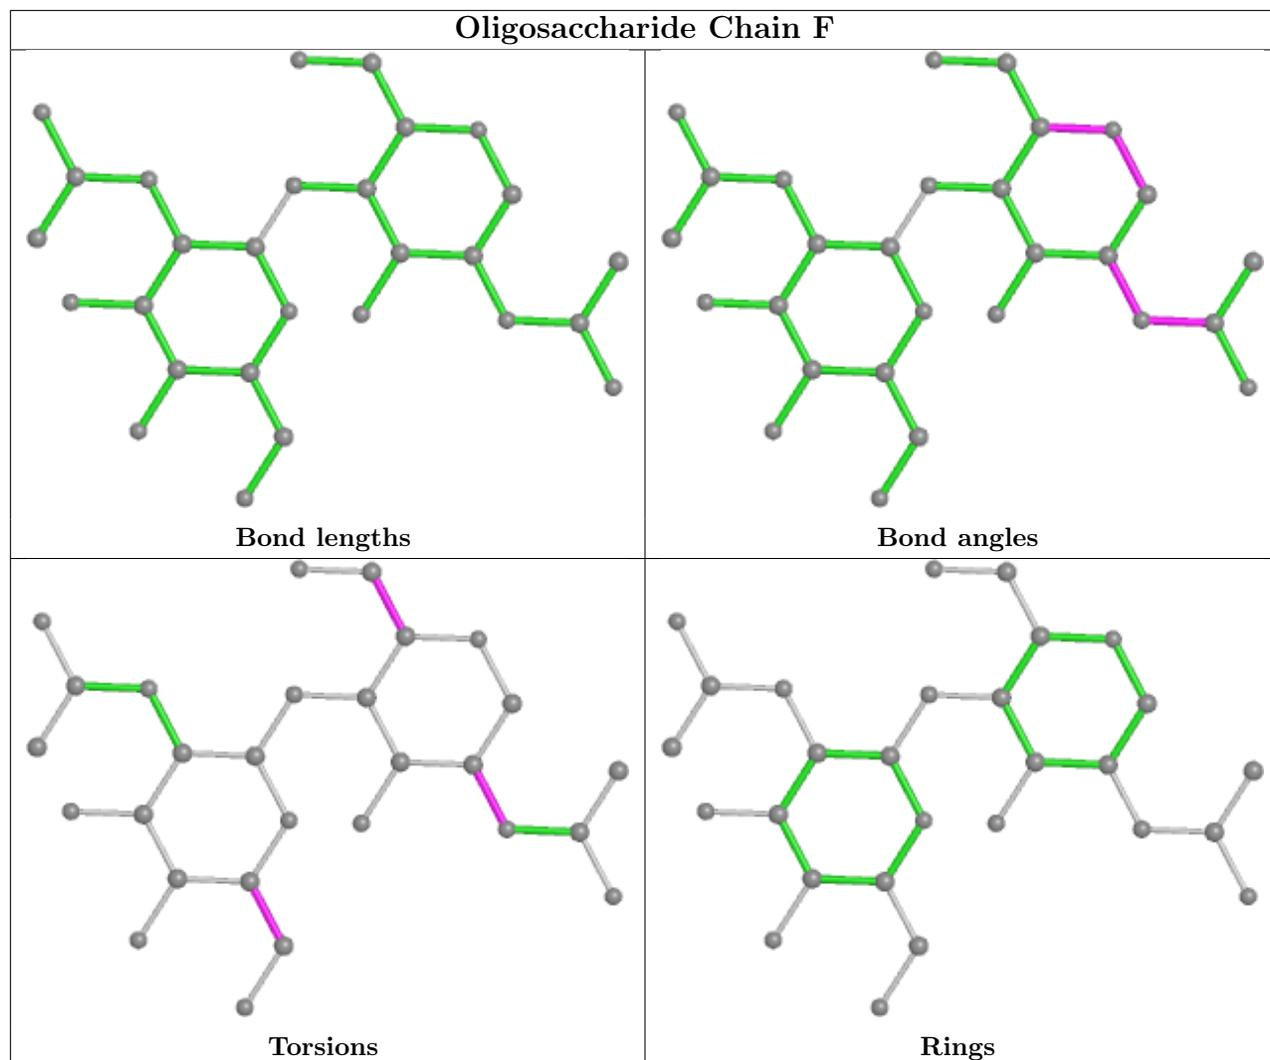 Oligosaccharide Chain F
Bond lengths
Bond angles
Torsions
Rings